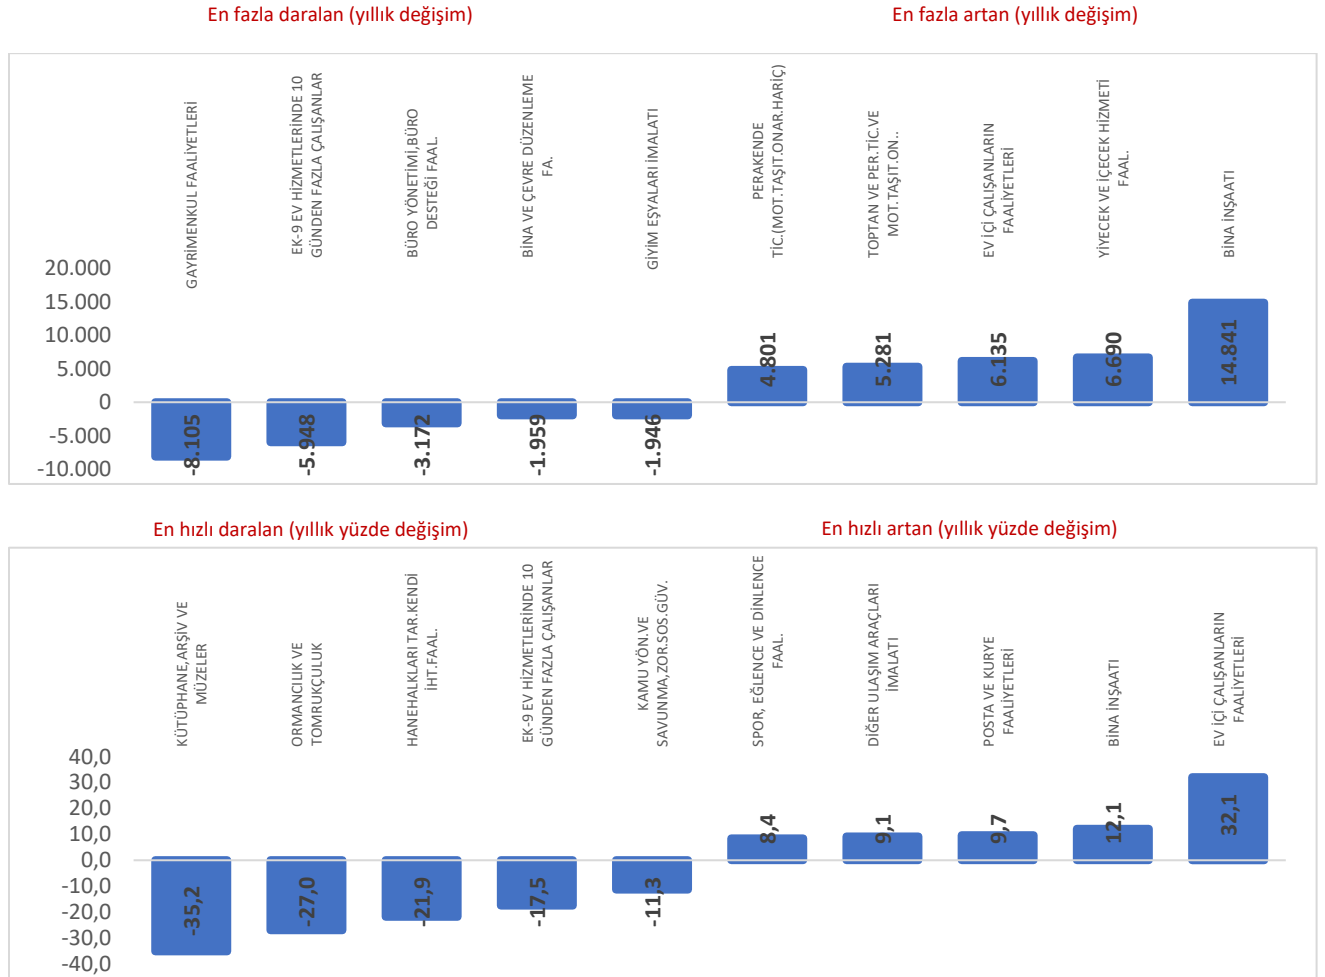 En fazla daralan (yıllık değişim)
En fazla artan (yıllık değişim)
GAYRİMENKUL FAALİYETLERİ
EK-9 EV HİZMETLERİNDE 10
GÜNDEN FAZLA ÇALIŞANLAR
BÜRO YÖNETİMİ,BÜRO
DESTEĞİ FAAL.
BİNA VE ÇEVRE DÜZENLEME
FA.
GİYİM EŞYALARI İMALATI
PERAKENDE
TİC.(MOT.TAŞIT.ONAR.HARİÇ)
TOPTAN VE PER.TİC.VE
MOT.TAŞIT.ON..
EV İÇİ ÇALIŞANLARIN
FAALİYETLERİ
YİYECEK VE İÇECEK HİZMETİ
FAAL.
BİNA İNŞAATI
20.000
15.000
10.000
5.000
0
-5.000
-10.000
-8.105
-5.948
-3.172
-1.959
-1.946
4.801
5.281
6.135
6.690
14.841
En hızlı daralan (yıllık yüzde değişim)
En hızlı artan (yıllık yüzde değişim)
KÜTÜPHANE,ARŞİV VE
MÜZELER
ORMANCILIK VE
TOMRUKÇULUK
HANEHALKLARI TAR.KENDİ
İHT.FAAL.
EK-9 EV HİZMETLERİNDE 10
GÜNDEN FAZLA ÇALIŞANLAR
KAMU YÖN.VE
SAVUNMA,ZOR.SOS.GÜV.
SPOR, EĞLENCE VE DİNLENCE
FAAL.
DİĞER ULAŞIM ARAÇLARI
İMALATI
POSTA VE KURYE
FAALİYETLERİ
BİNA İNŞAATI
EV İÇİ ÇALIŞANLARIN
FAALİYETLERİ
40,0
30,0
20,0
10,0
0,0
-10,0
-20,0
-30,0
-40,0
-35,2
-27,0
-21,9
-17,5
-11,3
8,4
9,1
9,7
12,1
32,1